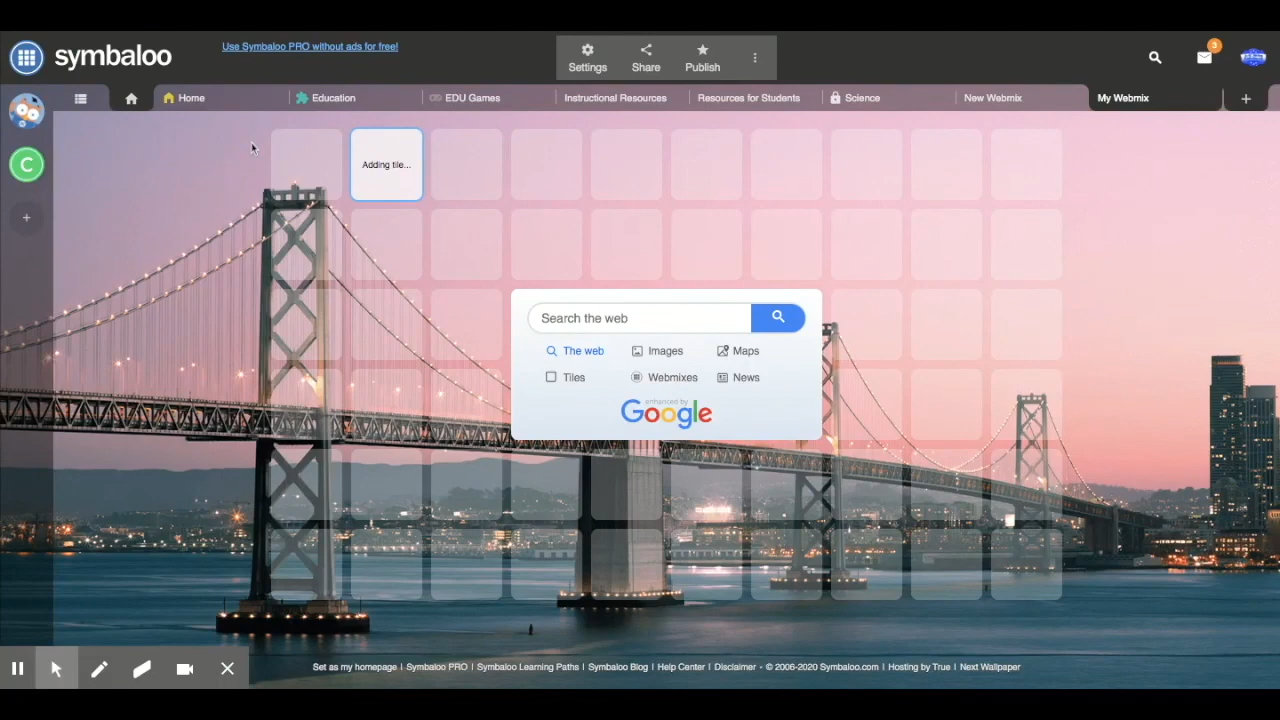 symbaloo
Use Symbaloo PRO without ads for free!
Settings
Share
Publish
3
Home
Education
EDU Games
Instructional Resources
Resources for Students
Science
New Webmix
My Webmix
C
Adding tile...
Search the web
The web
Images
Maps
Tiles
Webmixes
News
enhanced by
Google
Set as my homepage | Symbaloo PRO | Symbaloo Learning Paths | Symbaloo Blog | Help Center | Disclaimer - © 2006-2020 Symbaloo.com | Hosting by True | Next Wallpaper